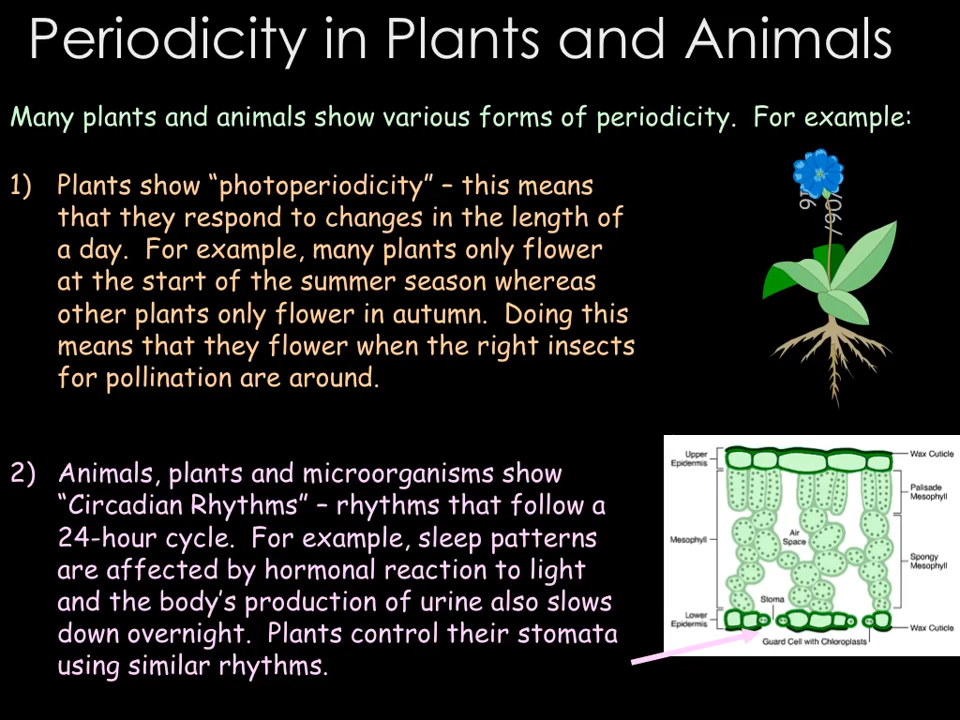 Periodicity in Plants and Animals
Many plants and animals show various forms of periodicity. For example:
1) Plants show “photoperiodicity” – this means
that they respond to changes in the length of
a day. For example, many plants only flower
at the start of the summer season whereas
other plants only flower in autumn. Doing this
means that they flower when the right insects
for pollination are around.
2) Animals, plants and microorganisms show
“Circadian Rhythms” – rhythms that follow a
24-hour cycle. For example, sleep patterns
are affected by hormonal reaction to light
and the body’s production of urine also slows
down overnight. Plants control their stomata
using similar rhythms.
Upper
Epidermis
Wax Cuticle
Palisade
Mesophyll
Mesophyll
Air
Space
Spongy
Mesophyll
Stoma
Lower
Epidermis
Wax Cuticle
Guard Cell with Chloroplasts